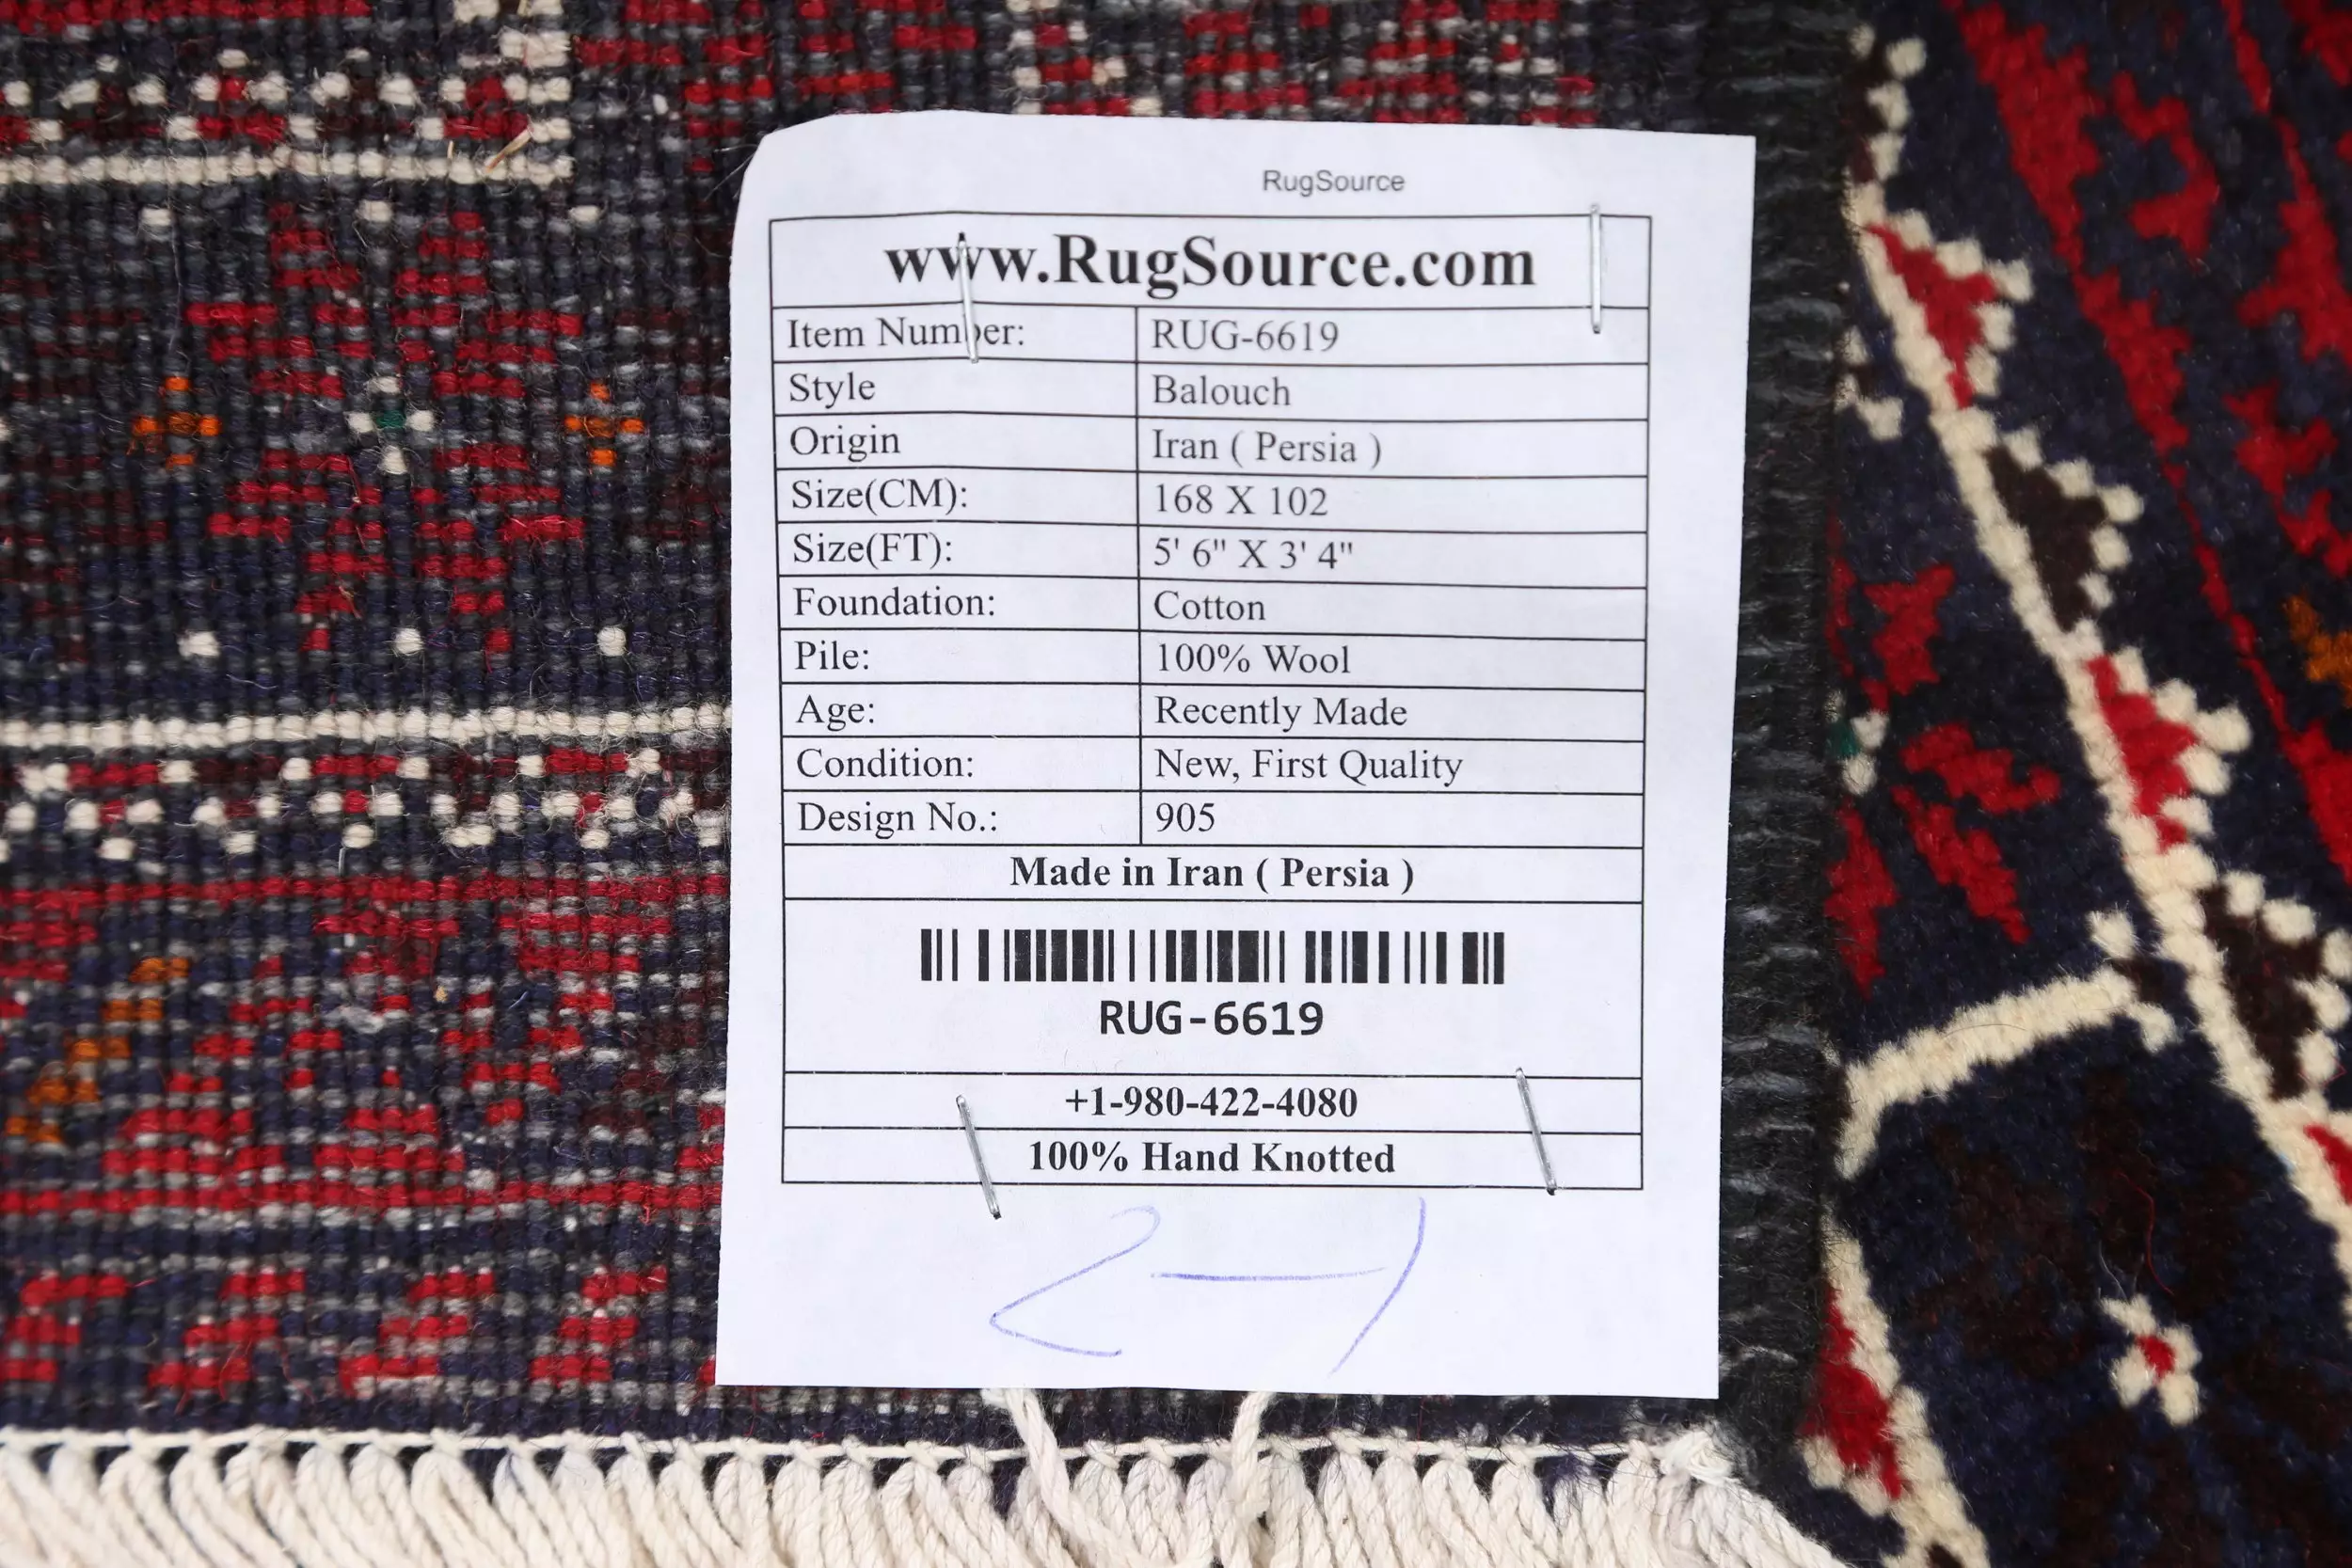 RugSource
www.RugSource.com
Item Number: RUG-6619
Style Balouch
Origin Iran ( Persia )
Size(CM): 168 X 102
Size(FT): 5' 6" X 3' 4"
Foundation: Cotton
Pile: 100% Wool
Age: Recently Made
Condition: New, First Quality
Design No.: 905
Made in Iran ( Persia )
RUG-6619
+1-980-422-4080
100% Hand Knotted
2-1